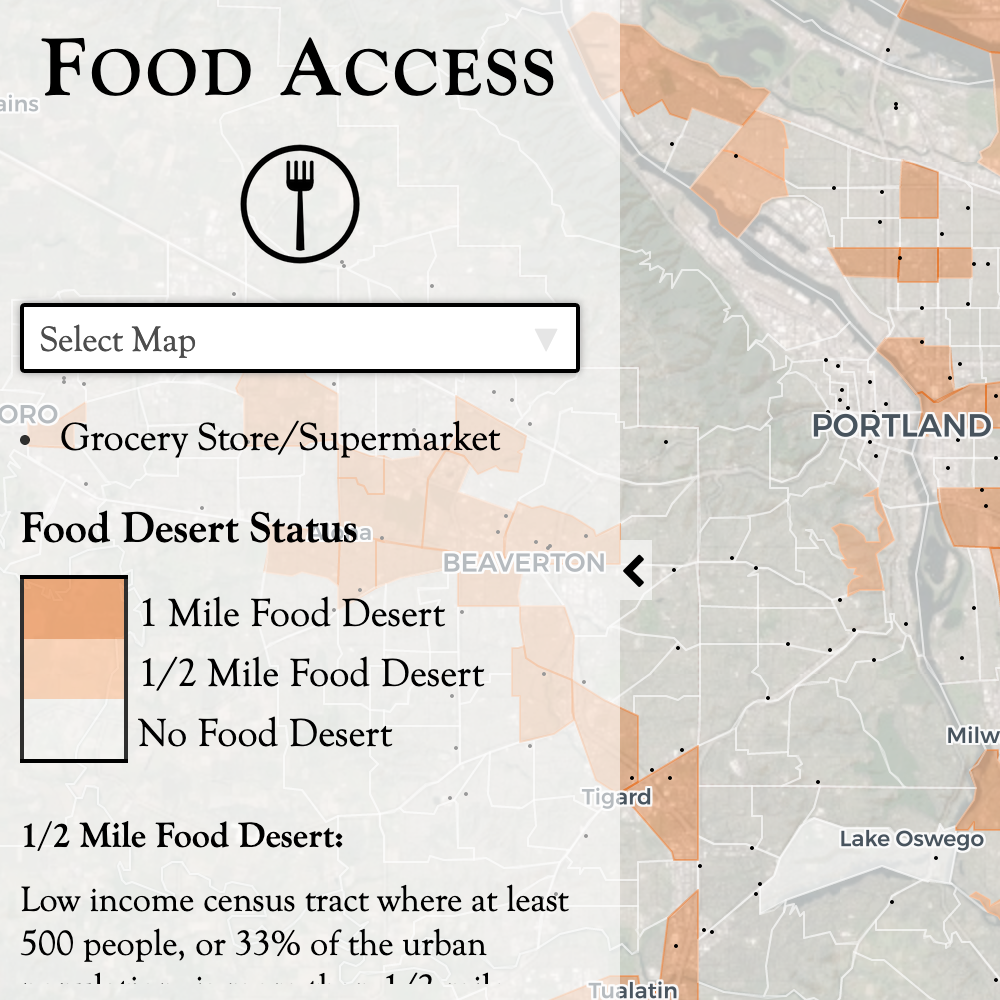 Food Access
ains
Select Map
ORO
Grocery Store/Supermarket
PORTLAND
Food Desert Status
BEAVERTON
1 Mile Food Desert
1/2 Mile Food Desert
No Food Desert
Milw
Tigard
1/2 Mile Food Desert:
Lake Oswego
Low income census tract where at least
500 people, or 33% of the urban
Tualatin